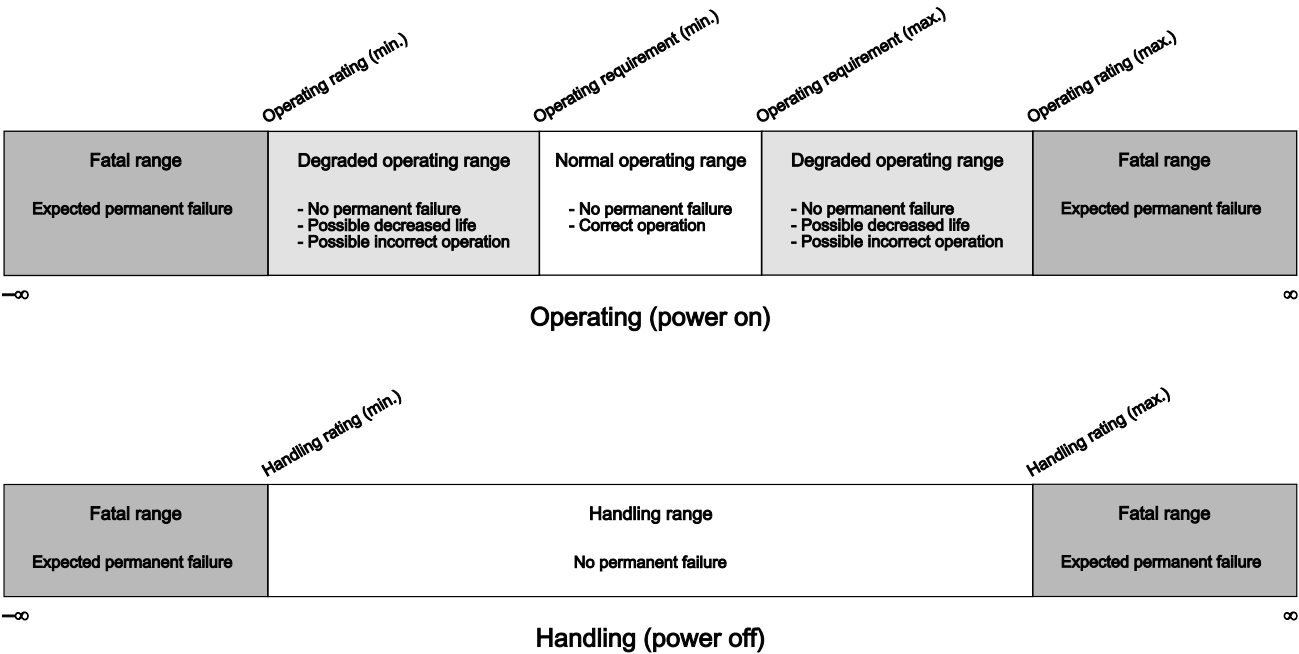 Operating rating (min.)
Operating requirement (min.)
Operating requirement (max.)
Operating rating (max.)
Fatal range
Expected permanent failure
Degraded operating range
- No permanent failure
- Possible decreased life
- Possible incorrect operation
Normal operating range
- No permanent failure
- Correct operation
Degraded operating range
- No permanent failure
- Possible decreased life
- Possible incorrect operation
Fatal range
Expected permanent failure
–∞
∞
Operating (power on)
Handling rating (min.)
Handling rating (max.)
Fatal range
Expected permanent failure
Handling range
No permanent failure
Fatal range
Expected permanent failure
–∞
∞
Handling (power off)